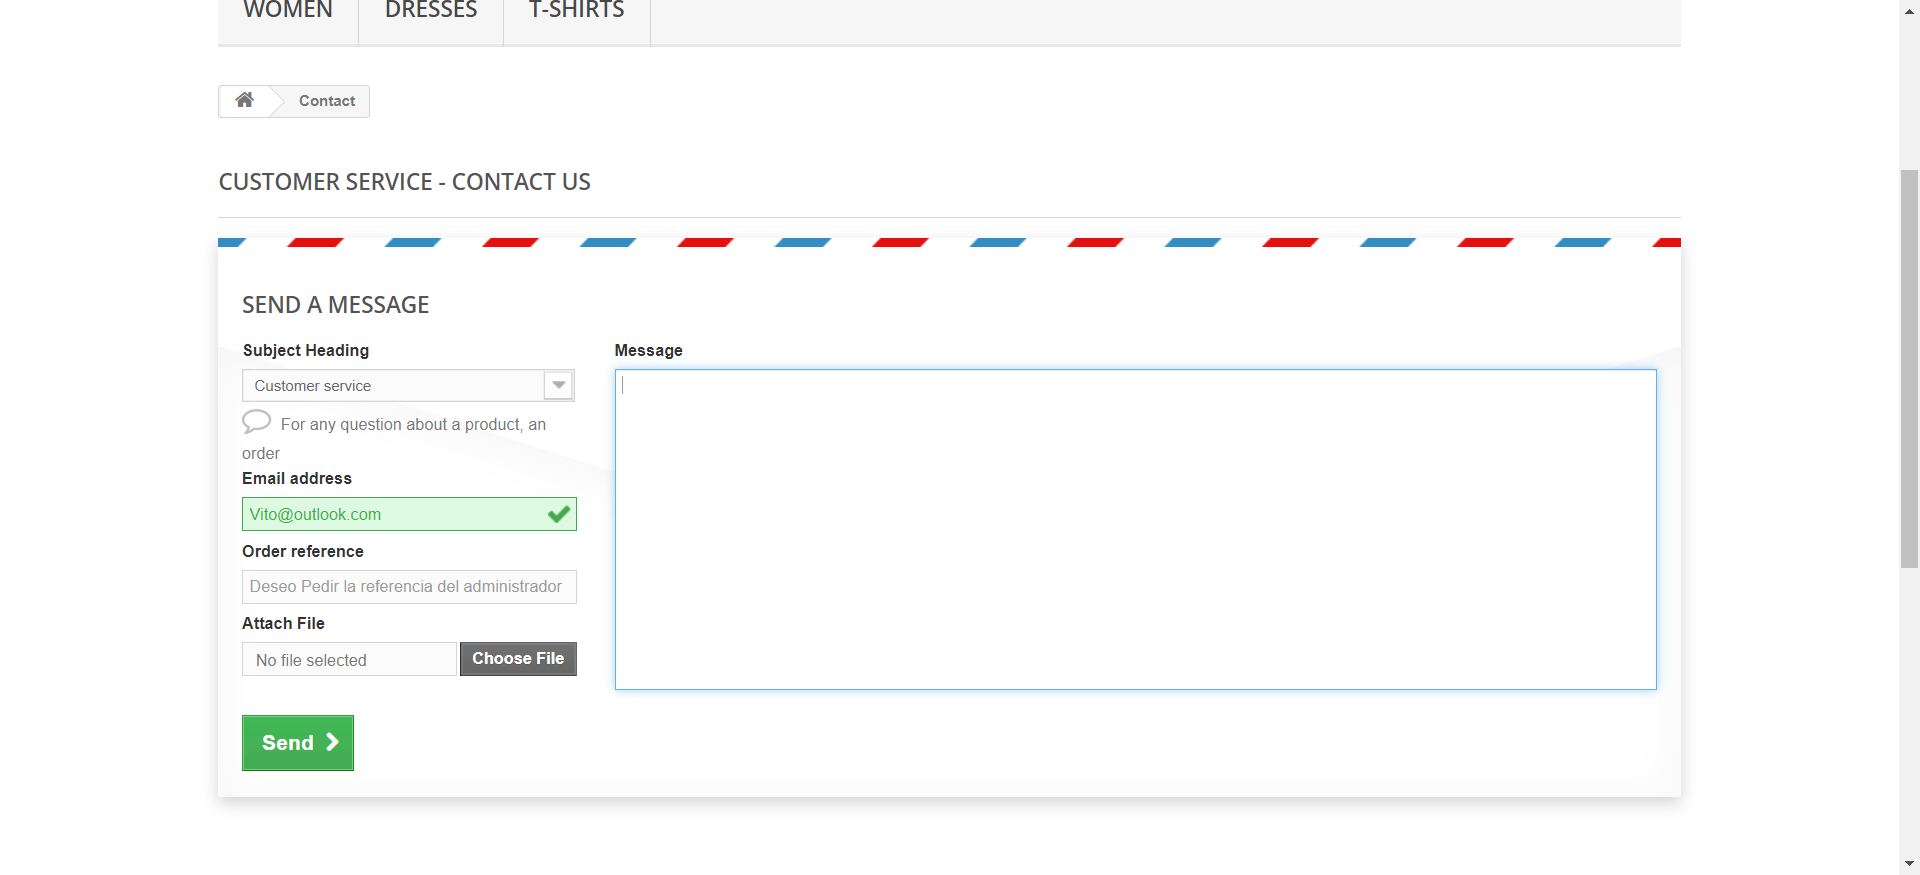 WOMEN
DRESSES
T-SHIRTS
Contact
CUSTOMER SERVICE - CONTACT US
SEND A MESSAGE
Subject Heading
Customer service
For any question about a product, an
order
Email address
Vito@outlook.com
Order reference
Deseo Pedir la referencia del administrador
Attach File
No file selected
Choose File
Message
Send